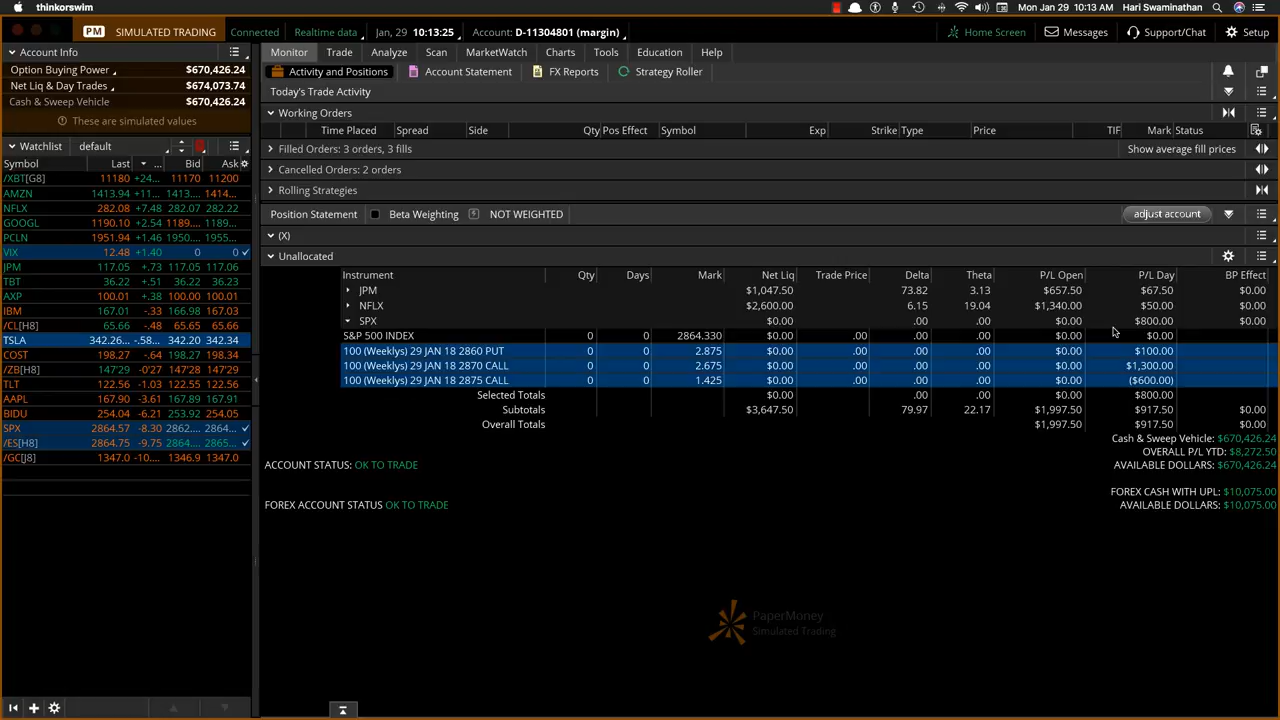 thinkorswim Mon Jan 29 10:13 AM Hari Swaminathan
PM SIMULATED TRADING Connected Realtime data Jan, 29 10:13:25 Account: D-11304801 (margin) Home Screen Messages Support/Chat Setup
Account Info
Option Buying Power $670,426.24
Net Liq & Day Trades $674,073.74
Cash & Sweep Vehicle $670,426.24
These are simulated values
Watchlist default
Symbol Last ... Bid Ask
/XBT[G8] 11180 +24... 11170 11200
AMZN 1413.94 +11... 1413.... 1414...
NFLX 282.08 +7.48 282.07 282.22
GOOGL 1190.10 +2.54 1189.... 1190....
PCLN 1951.94 +1.46 1950.... 1955....
VIX 12.48 +1.40 0 0
JPM 117.05 +.73 117.05 117.06
TBT 36.22 +.51 36.22 36.23
AXP 100.01 +.38 100.00 100.01
IBM 167.01 -.33 166.98 167.03
/CL[H8] 65.66 -.48 65.65 65.66
TSLA 342.26... -.58... 342.20 342.34
COST 198.27 -.64 198.27 198.34
/ZB[H8] 147'29 -0'27 147'29 147'29
TLT 122.56 -1.03 122.55 122.56
AAPL 167.90 -3.61 167.89 167.91
BIDU 254.04 -6.21 253.92 254.05
SPX 2864.57 -8.30 2862.... 2864....
/ES[H8] 2864.75 -9.75 2864.... 2865....
/GC[J8] 1347.0 -10.... 1346.9 1347.0
Monitor Trade Analyze Scan MarketWatch Charts Tools Education Help
Activity and Positions Account Statement FX Reports Strategy Roller
Today's Trade Activity
Working Orders
Time Placed Spread Side Qty Pos Effect Symbol Exp Strike Type Price TIF Mark Status
Filled Orders: 3 orders, 3 fills Show average fill prices
Cancelled Orders: 2 orders
Rolling Strategies
Position Statement Beta Weighting NOT WEIGHTED adjust account
(X)
Unallocated
Instrument Qty Days Mark Net Liq Trade Price Delta Theta P/L Open P/L Day BP Effect
JPM $1,047.50 73.82 3.13 $657.50 $67.50 $0.00
NFLX $2,600.00 6.15 19.04 $1,340.00 $50.00 $0.00
SPX $0.00 .00 .00 $0.00 $800.00 $0.00
S&P 500 INDEX 0 0 2864.330 $0.00 .00 .00 .00 $0.00 $0.00
100 (Weeklys) 29 JAN 18 2860 PUT 0 0 2.875 $0.00 .00 .00 .00 $0.00 $100.00
100 (Weeklys) 29 JAN 18 2870 CALL 0 0 2.675 $0.00 .00 .00 .00 $0.00 $1,300.00
100 (Weeklys) 29 JAN 18 2875 CALL 0 0 1.425 $0.00 .00 .00 .00 $0.00 ($600.00)
Selected Totals $0.00 .00 .00 $0.00 $800.00
Subtotals $3,647.50 79.97 22.17 $1,997.50 $917.50 $0.00
Overall Totals $1,997.50 $917.50 $0.00
Cash & Sweep Vehicle: $670,426.24
OVERALL P/L YTD: $8,272.50
ACCOUNT STATUS: OK TO TRADE AVAILABLE DOLLARS: $670,426.24
FOREX CASH WITH UPL: $10,075.00
FOREX ACCOUNT STATUS OK TO TRADE AVAILABLE DOLLARS: $10,075.00
PaperMoney
Simulated Trading